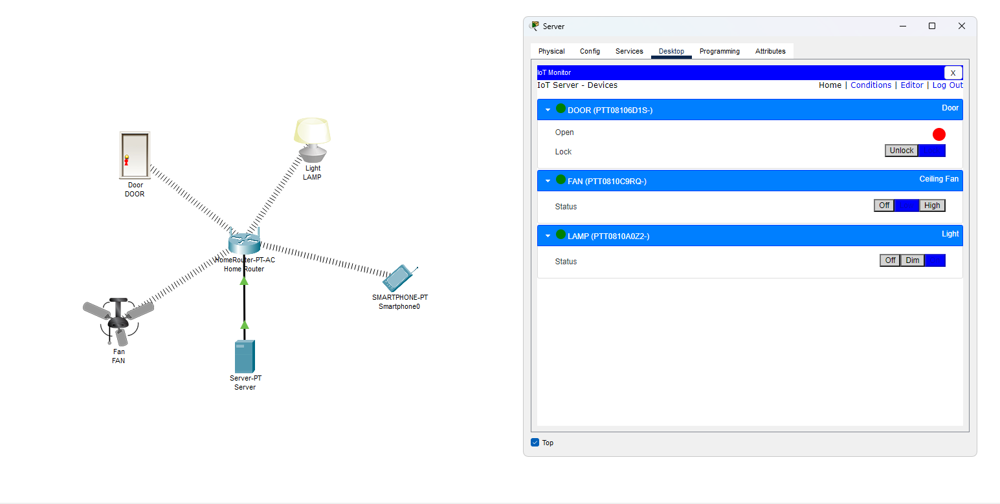 Server
Physical Config Services Desktop Programming Attributes
IoT Monitor X
IoT Server - Devices Home | Conditions | Editor | Log Out
DOOR (PTT08106D1S-) Door
Open
Lock Unlock
FAN (PTT0810C9RQ-) Ceiling Fan
Status Off High
LAMP (PTT0810A0Z2-) Light
Status Off Dim
Top
Light
LAMP
Door
DOOR
HomeRouter-PT-AC
Home Router
SMARTPHONE-PT
Smartphone0
Fan
FAN
Server-PT
Server